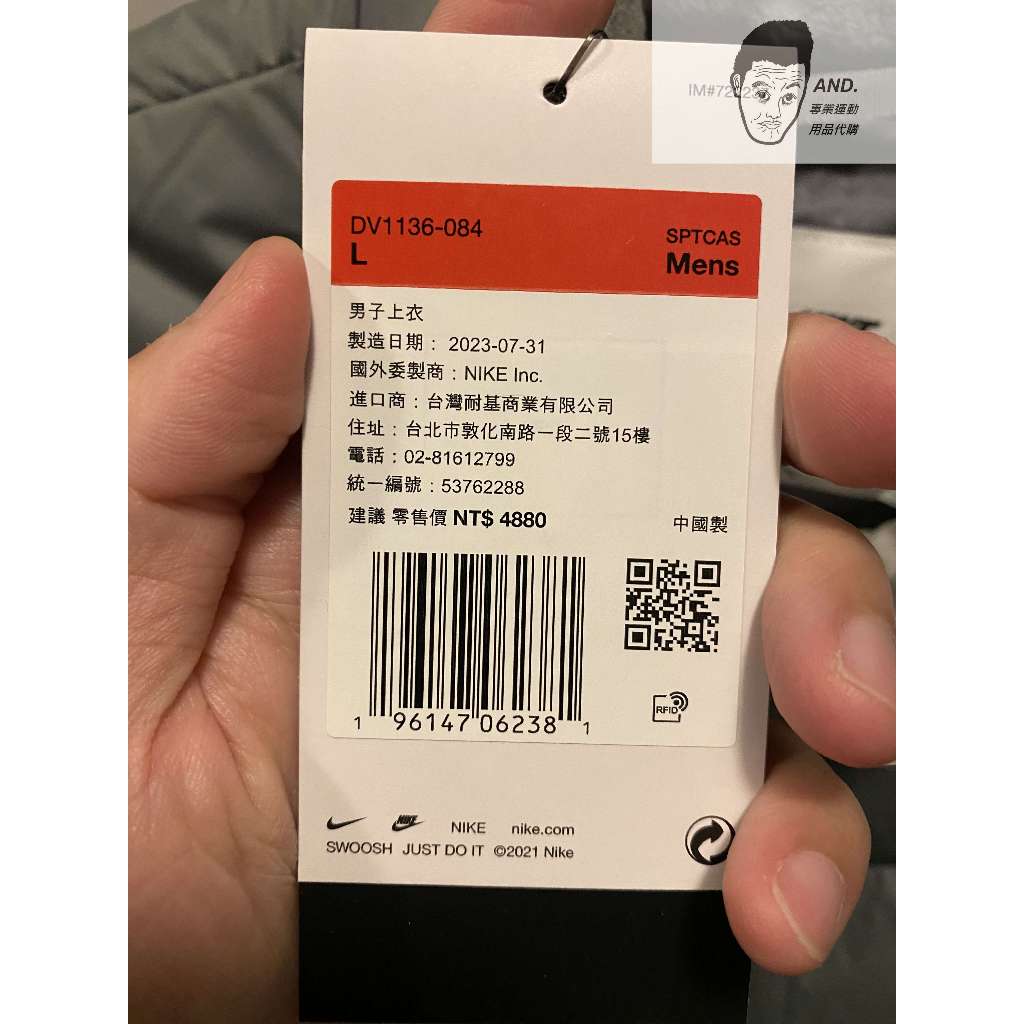 AND.
專業運動
用品代購
DV1136-084
L
SPTCAS
Mens
男子上衣
製造日期： 2023-07-31
國外委製商：NIKE Inc.
進口商：台灣耐基商業有限公司
住址：台北市敦化南路一段二號15樓
電話：02-81612799
統一編號：53762288
建議 零售價 NT$ 4880
中國製
1 96147 06238 1
RFID
NIKE
NIKE nike.com
SWOOSH JUST DO IT ©2021 Nike